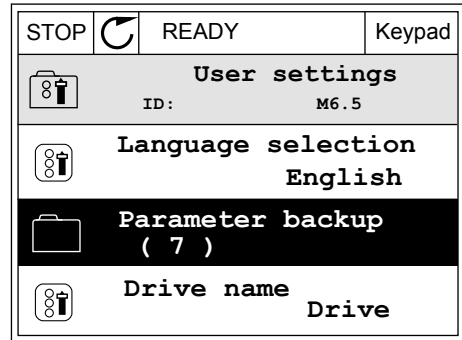 STOP READY Keypad
User settings
ID: M6.5
Language selection
English
Parameter backup
( 7 )
Drive name
Drive